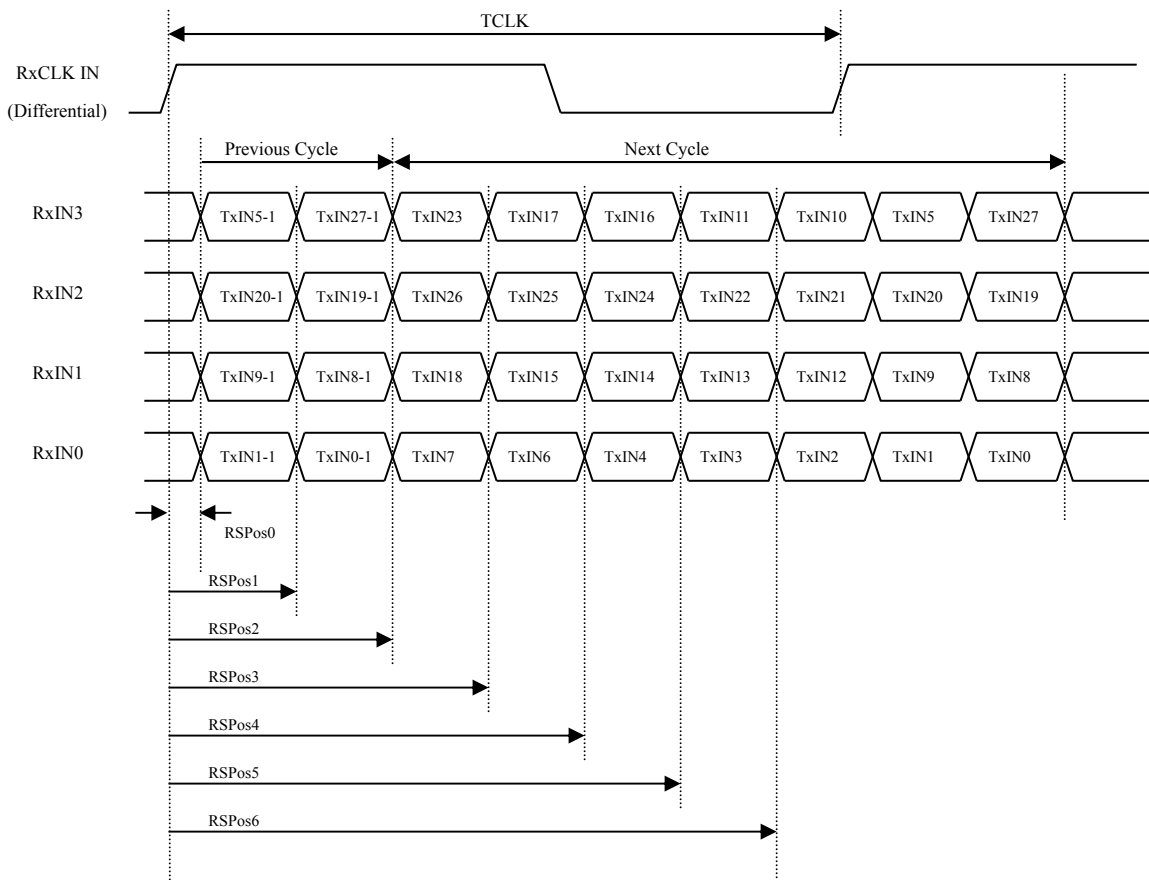 TCLK
RxCLK IN
(Differential)
Previous Cycle Next Cycle
RxIN3 TxIN5-1 TxIN27-1 TxIN23 TxIN17 TxIN16 TxIN11 TxIN10 TxIN5 TxIN27
RxIN2 TxIN20-1 TxIN19-1 TxIN26 TxIN25 TxIN24 TxIN22 TxIN21 TxIN20 TxIN19
RxIN1 TxIN9-1 TxIN8-1 TxIN18 TxIN15 TxIN14 TxIN13 TxIN12 TxIN9 TxIN8
RxIN0 TxIN1-1 TxIN0-1 TxIN7 TxIN6 TxIN4 TxIN3 TxIN2 TxIN1 TxIN0
RSPos0
RSPos1
RSPos2
RSPos3
RSPos4
RSPos5
RSPos6